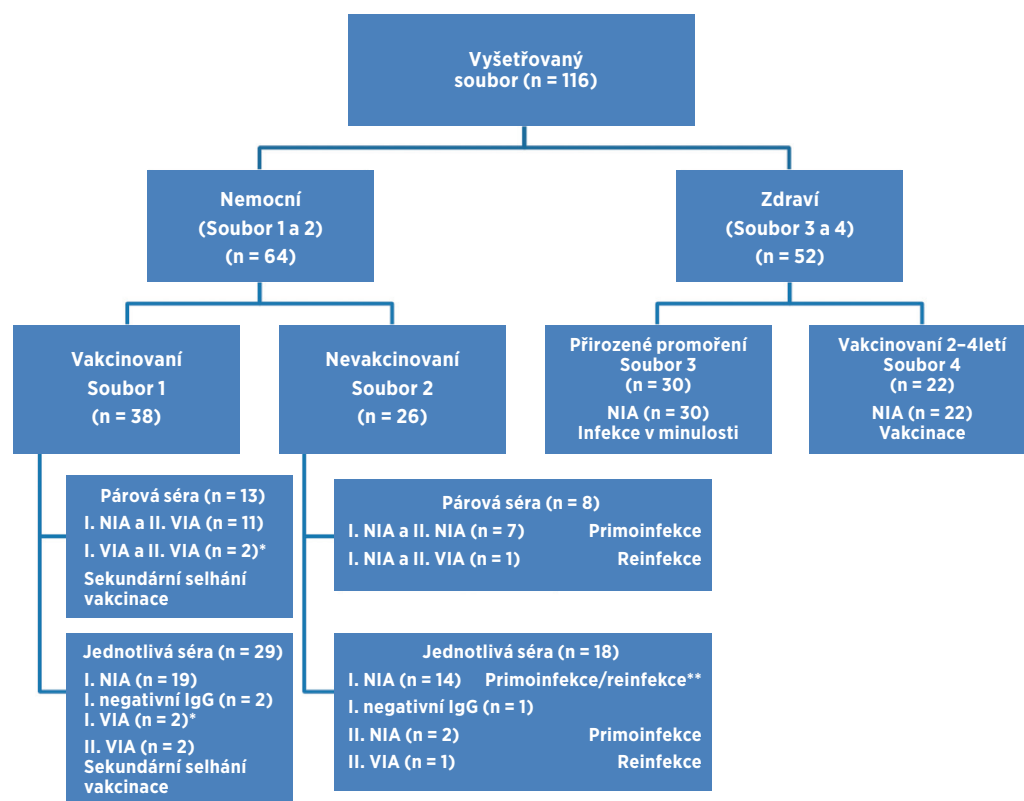 Vyšetřovaný
soubor (n = 116)
Nemocní
(Soubor 1 a 2)
(n = 64)
Zdraví
(Soubor 3 a 4)
(n = 52)
Vakcinovaní
Soubor 1
(n = 38)
Nevakcinovaní
Soubor 2
(n = 26)
Přirozené promoření
Soubor 3
(n = 30)
NIA (n = 30)
Infekce v minulosti
Vakcinovaní 2–4letí
Soubor 4
(n = 22)
NIA (n = 22)
Vakcinace
Párová séra (n = 13)
I. NIA a II. VIA (n = 11)
I. VIA a II. VIA (n = 2)*
Sekundární selhání
vakcinace
Párová séra (n = 8)
I. NIA a II. NIA (n = 7) Primoinfekce
I. NIA a II. VIA (n = 1) Reinfekce
Jednotlivá séra (n = 29)
I. NIA (n = 19)
I. negativní IgG (n = 2)
I. VIA (n = 2)*
II. VIA (n = 2)
Sekundární selhání
vakcinace
Jednotlivá séra (n = 18)
I. NIA (n = 14) Primoinfekce/reinfekce**
I. negativní IgG (n = 1)
II. NIA (n = 2) Primoinfekce
II. VIA (n = 1) Reinfekce